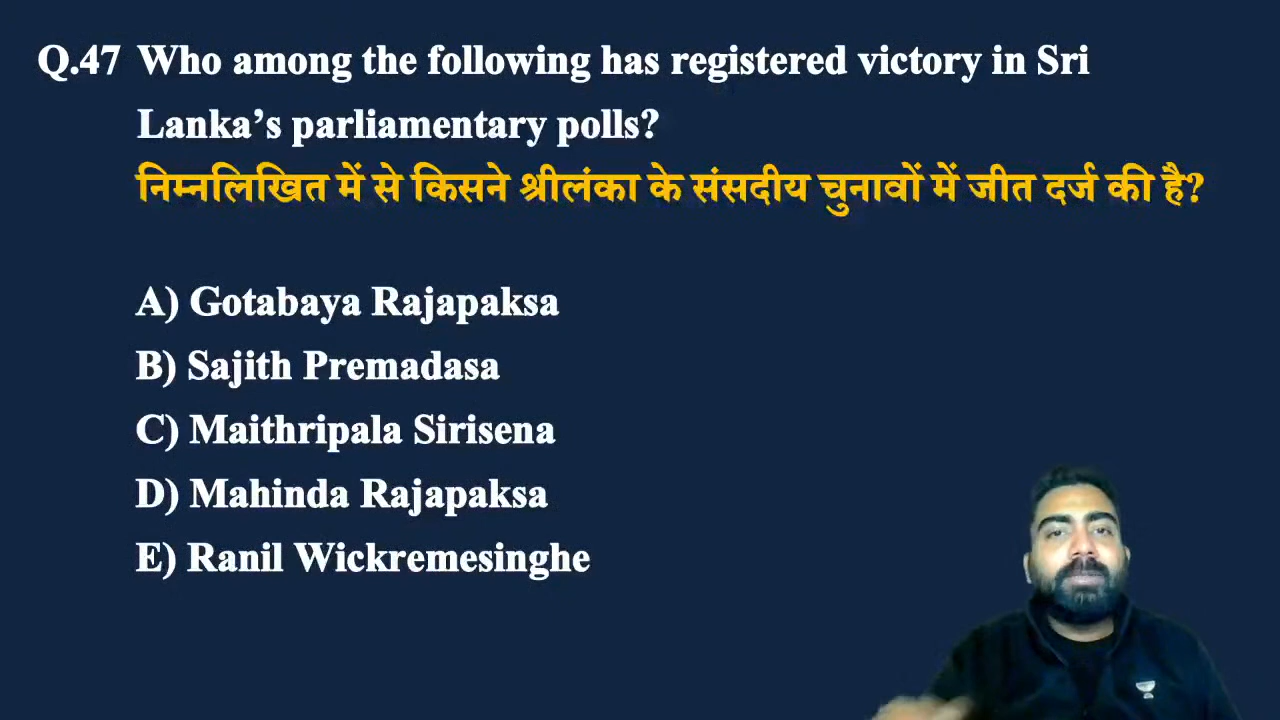 Q.47 Who among the following has registered victory in Sri
Lanka’s parliamentary polls?
निम्नलिखित में से किसने श्रीलंका के संसदीय चुनावों में जीत दर्ज की है?
A) Gotabaya Rajapaksa
B) Sajith Premadasa
C) Maithripala Sirisena
D) Mahinda Rajapaksa
E) Ranil Wickremesinghe